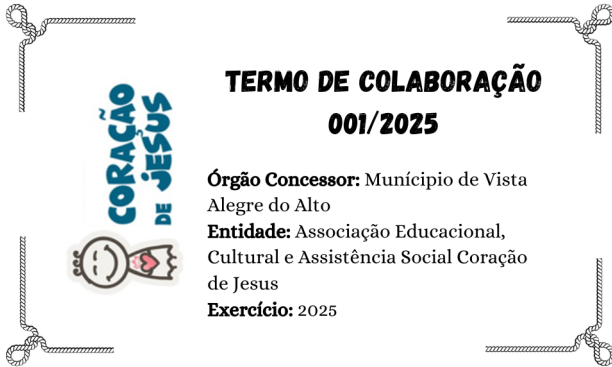 TERMO DE COLABORAÇÃO
001/2025
CORAÇÃO
DE JESUS
Órgão Concessor: Munícipio de Vista
Alegre do Alto
Entidade: Associação Educacional,
Cultural e Assistência Social Coração
de Jesus
Exercício: 2025